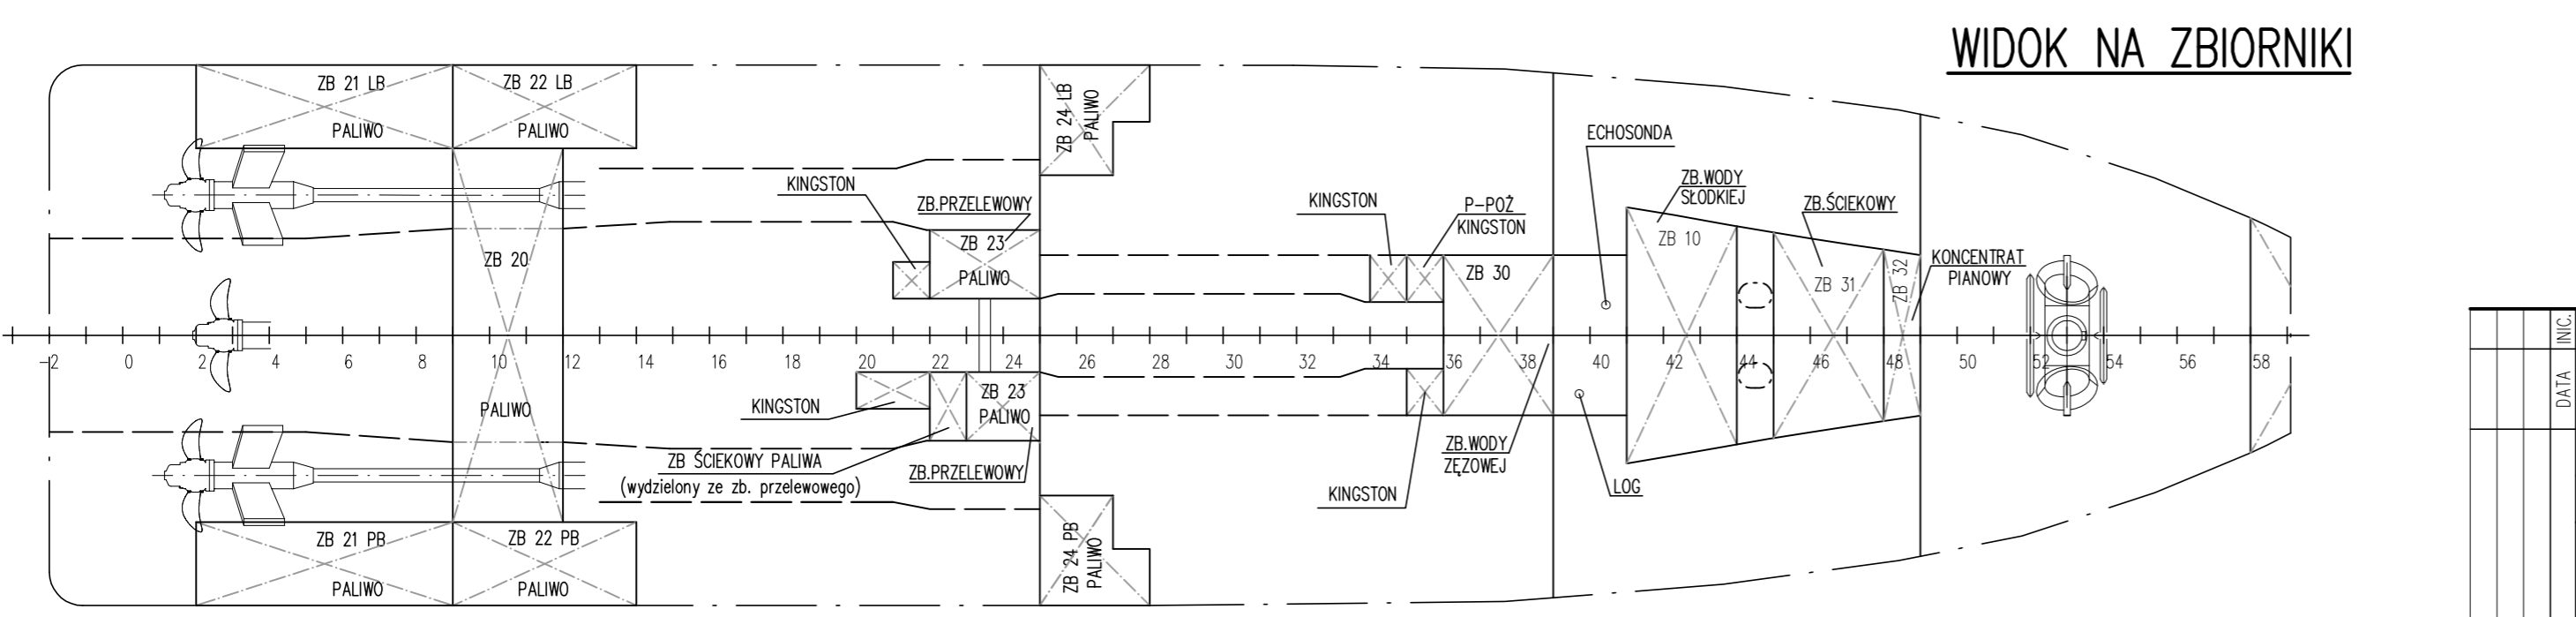 WIDOK NA ZBIORNIKI
ZB 21 LB
PALIWO
ZB 22 LB
PALIWO
ZB 24 LB
PALIWO
ECHOSONDA
KINGSTON
ZB.PRZELEWOWY
KINGSTON
P-POŻ
KINGSTON
ZB.WODY
SŁODKIEJ
ZB.ŚCIEKOWY
ZB 20
PALIWO
ZB 23
PALIWO
ZB 30
ZB 10
ZB 31
ZB 32
KONCENTRAT
PIANOWY
-2 0 2 4 6 8 10 12 14 16 18 20 22 24 26 28 30 32 34 36 38 40 42 44 46 48 50 52 54 56 58
KINGSTON
ZB 23
PALIWO
ZB ŚCIEKOWY PALIWA
(wydzielony ze zb. przelewowego)
ZB.PRZELEWOWY
KINGSTON
ZB.WODY
ZĘZOWEJ
LOG
ZB 21 PB
PALIWO
ZB 22 PB
PALIWO
ZB 24 PB
PALIWO
INIC.
DATA